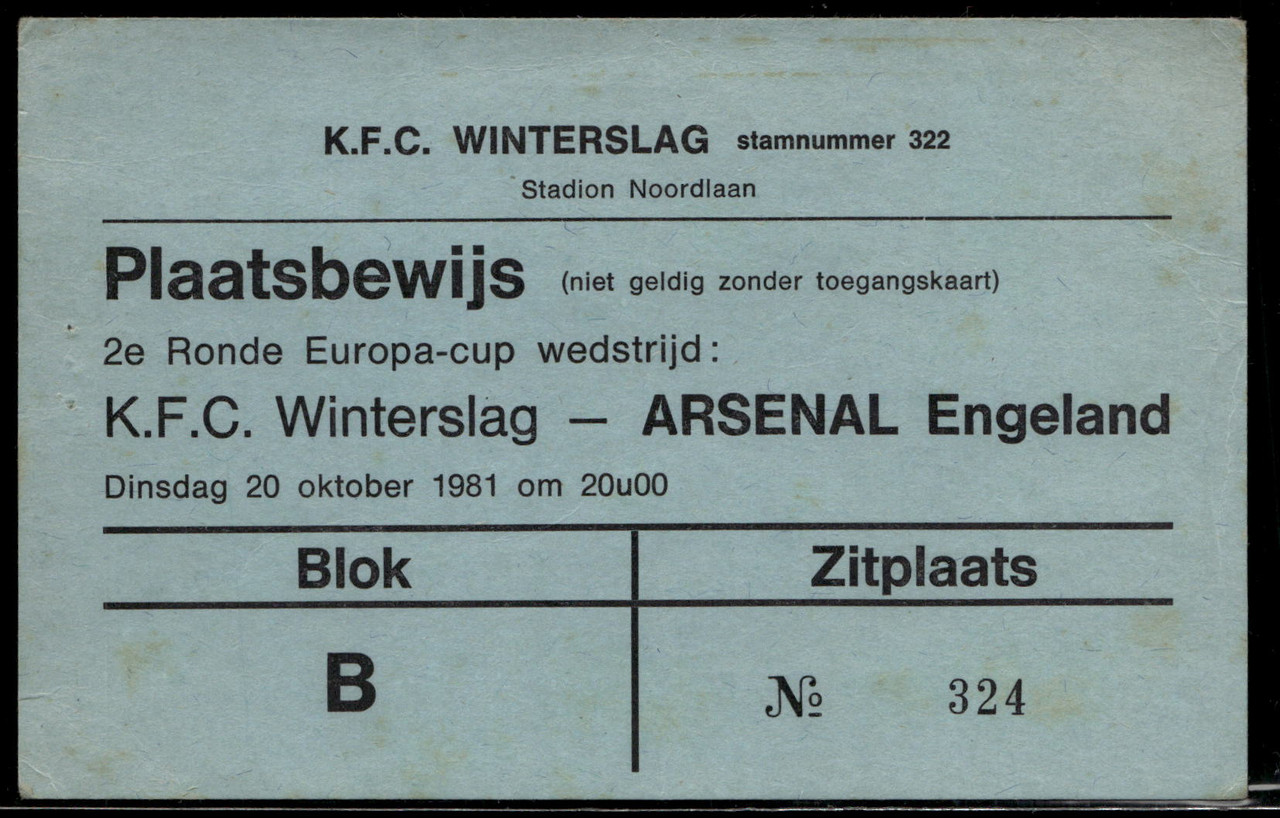 K.F.C. WINTERSLAG stamnummer 322
Stadion Noordlaan
Plaatsbewijs (niet geldig zonder toegangskaart)
2e Ronde Europa-cup wedstrijd:
K.F.C. Winterslag — ARSENAL Engeland
Dinsdag 20 oktober 1981 om 20u00
Blok Zitplaats
B № 324